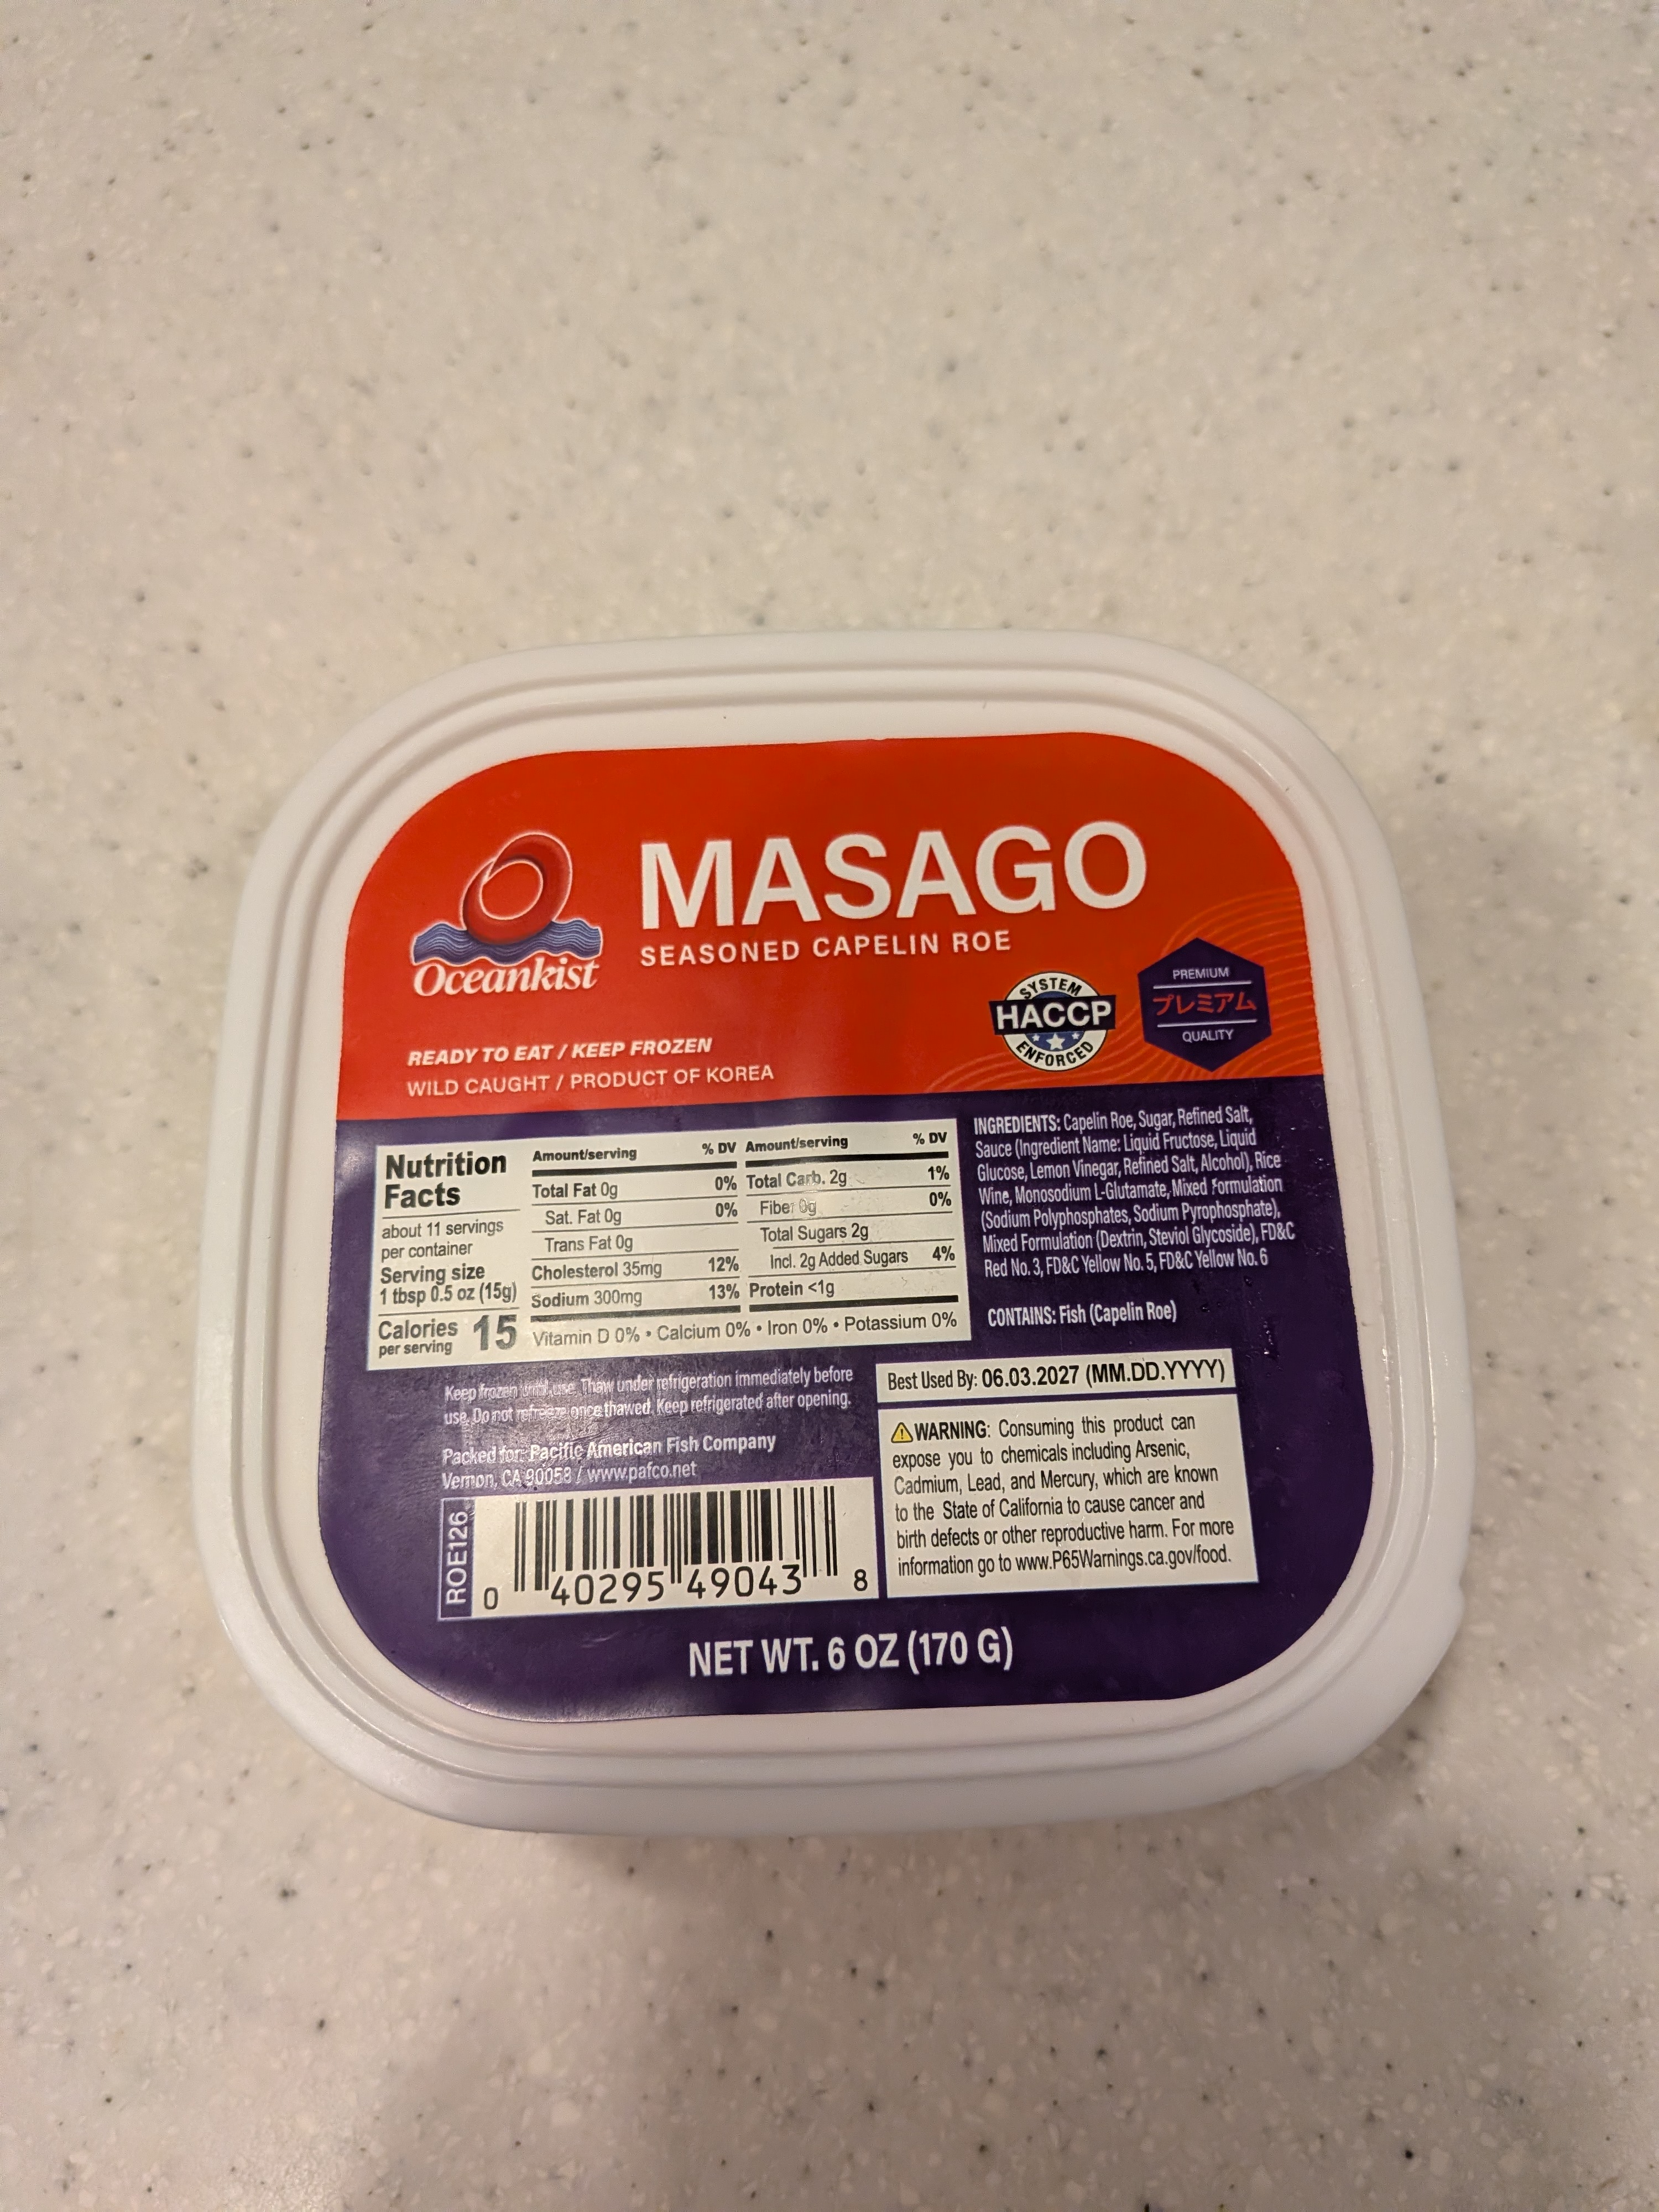 MASAGO
SEASONED CAPELIN ROE
Oceankist
SYSTEM
HACCP
ENFORCED
PREMIUM
プレミアム
QUALITY
READY TO EAT / KEEP FROZEN
WILD CAUGHT / PRODUCT OF KOREA
Nutrition
Facts
about 11 servings
per container
Serving size
1 tbsp 0.5 oz (15g)
Calories 15
per serving
Amount/serving % DV
Total Fat 0g 0%
Sat. Fat 0g 0%
Trans Fat 0g
Cholesterol 35mg 12%
Sodium 300mg 13%
Amount/serving % DV
Total Carb. 2g 1%
Fiber 0g 0%
Total Sugars 2g
Incl. 2g Added Sugars 4%
Protein <1g
Vitamin D 0% • Calcium 0% • Iron 0% • Potassium 0%
INGREDIENTS: Capelin Roe, Sugar, Refined Salt,
Sauce (Ingredient Name: Liquid Fructose, Liquid
Glucose, Lemon Vinegar, Refined Salt, Alcohol), Rice
Wine, Monosodium L-Glutamate, Mixed Formulation
(Sodium Polyphosphates, Sodium Pyrophosphate),
Mixed Formulation (Dextrin, Steviol Glycoside), FD&C
Red No. 3, FD&C Yellow No. 5, FD&C Yellow No. 6
CONTAINS: Fish (Capelin Roe)
Keep frozen until use. Thaw under refrigeration immediately before
use. Do not refreeze once thawed. Keep refrigerated after opening.
Packed for: Pacific American Fish Company
Vernon, CA 90058 / www.pafco.net
Best Used By: 06.03.2027 (MM.DD.YYYY)
WARNING: Consuming this product can
expose you to chemicals including Arsenic,
Cadmium, Lead, and Mercury, which are known
to the State of California to cause cancer and
birth defects or other reproductive harm. For more
information go to www.P65Warnings.ca.gov/food.
ROE126
0 40295 49043 8
NET WT. 6 OZ (170 G)